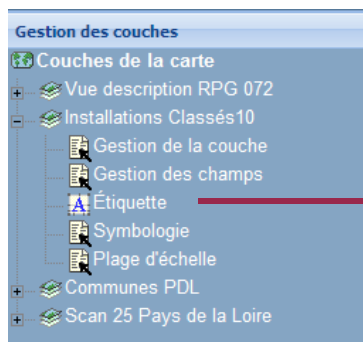 Gestion des couches
Couches de la carte
Vue description RPG 072
Installations Classés10
Gestion de la couche
Gestion des champs
A Étiquette
Symbologie
Plage d'échelle
Communes PDL
Scan 25 Pays de la Loire